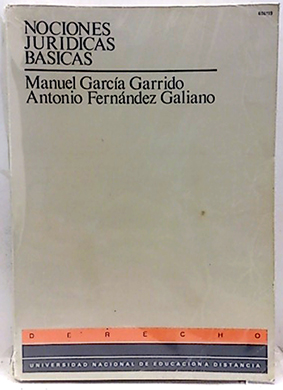 NOCIONES
JURIDICAS
BASICAS
Manuel García Garrido
Antonio Fernández Galiano
DERECHO
UNIVERSIDAD NACIONAL DE EDUCACION A DISTANCIA